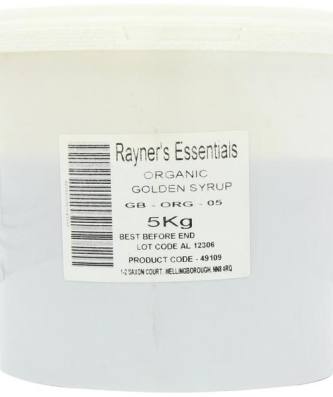 Rayner's Essentials
ORGANIC
GOLDEN SYRUP
GB - ORG - 05
5Kg
BEST BEFORE END
LOT CODE AL 12306
PRODUCT CODE - 49109
1-2 SAXON COURT WELLINGBOROUGH, NN8 4RQ